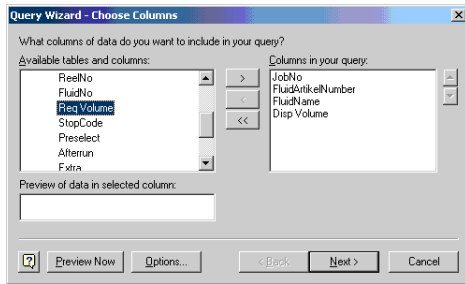 Query Wizard - Choose Columns
What columns of data do you want to include in your query?
Available tables and columns:
Columns in your query:
ReelNo
FluidNo
Req Volume
StopCode
Preselect
Afterrun
Extra
>
<
<<
JobNo
FluidArtikelNumber
FluidName
Disp Volume
Preview of data in selected column:
Preview Now
Options...
< Back
Next >
Cancel